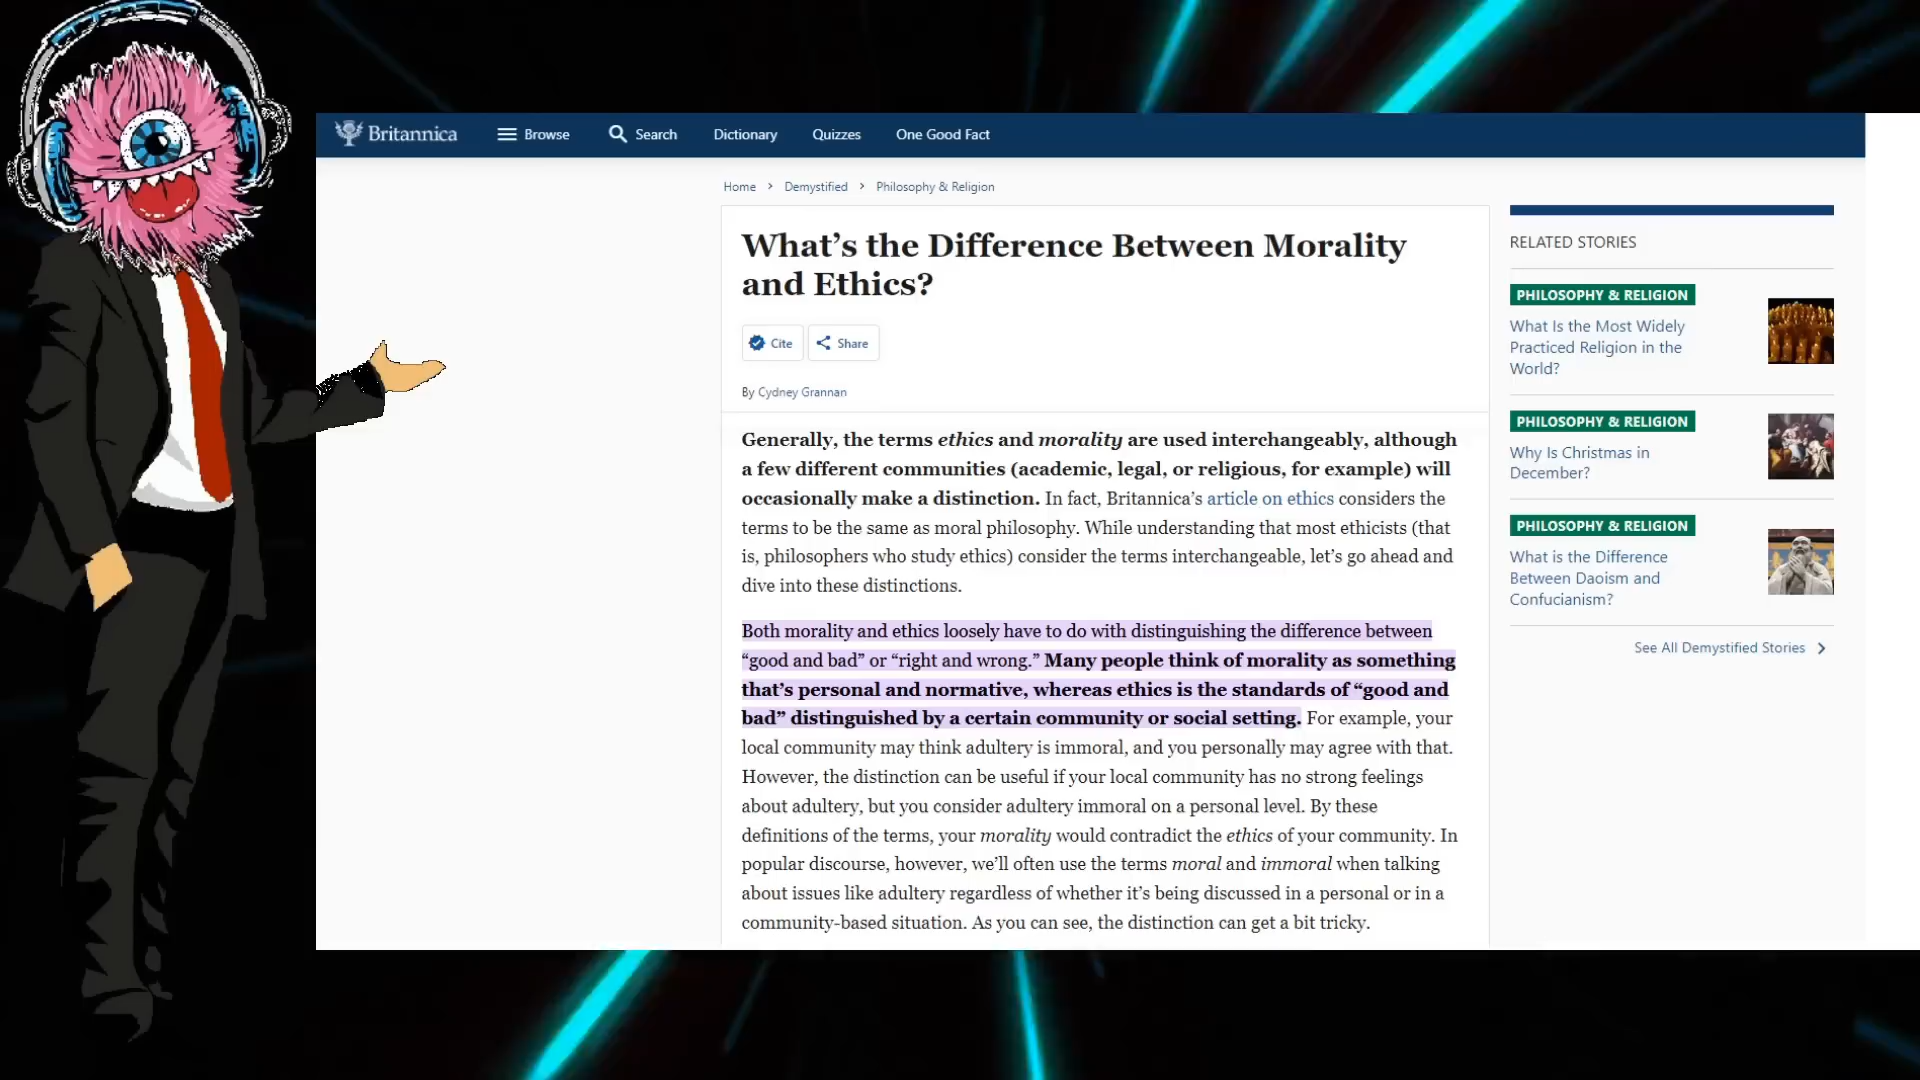 Britannica
Browse
Search
Dictionary
Quizzes
One Good Fact
Home > Demystified > Philosophy & Religion
What’s the Difference Between Morality
and Ethics?
Cite
Share
By Cydney Grannan
Generally, the terms ethics and morality are used interchangeably, although
a few different communities (academic, legal, or religious, for example) will
occasionally make a distinction. In fact, Britannica’s article on ethics considers the
terms to be the same as moral philosophy. While understanding that most ethicists (that
is, philosophers who study ethics) consider the terms interchangeable, let’s go ahead and
dive into these distinctions.
Both morality and ethics loosely have to do with distinguishing the difference between
“good and bad” or “right and wrong.” Many people think of morality as something
that’s personal and normative, whereas ethics is the standards of “good and
bad” distinguished by a certain community or social setting. For example, your
local community may think adultery is immoral, and you personally may agree with that.
However, the distinction can be useful if your local community has no strong feelings
about adultery, but you consider adultery immoral on a personal level. By these
definitions of the terms, your morality would contradict the ethics of your community. In
popular discourse, however, we’ll often use the terms moral and immoral when talking
about issues like adultery regardless of whether it’s being discussed in a personal or in a
community-based situation. As you can see, the distinction can get a bit tricky.
RELATED STORIES
PHILOSOPHY & RELIGION
What Is the Most Widely
Practiced Religion in the
World?
PHILOSOPHY & RELIGION
Why Is Christmas in
December?
PHILOSOPHY & RELIGION
What is the Difference
Between Daoism and
Confucianism?
See All Demystified Stories >